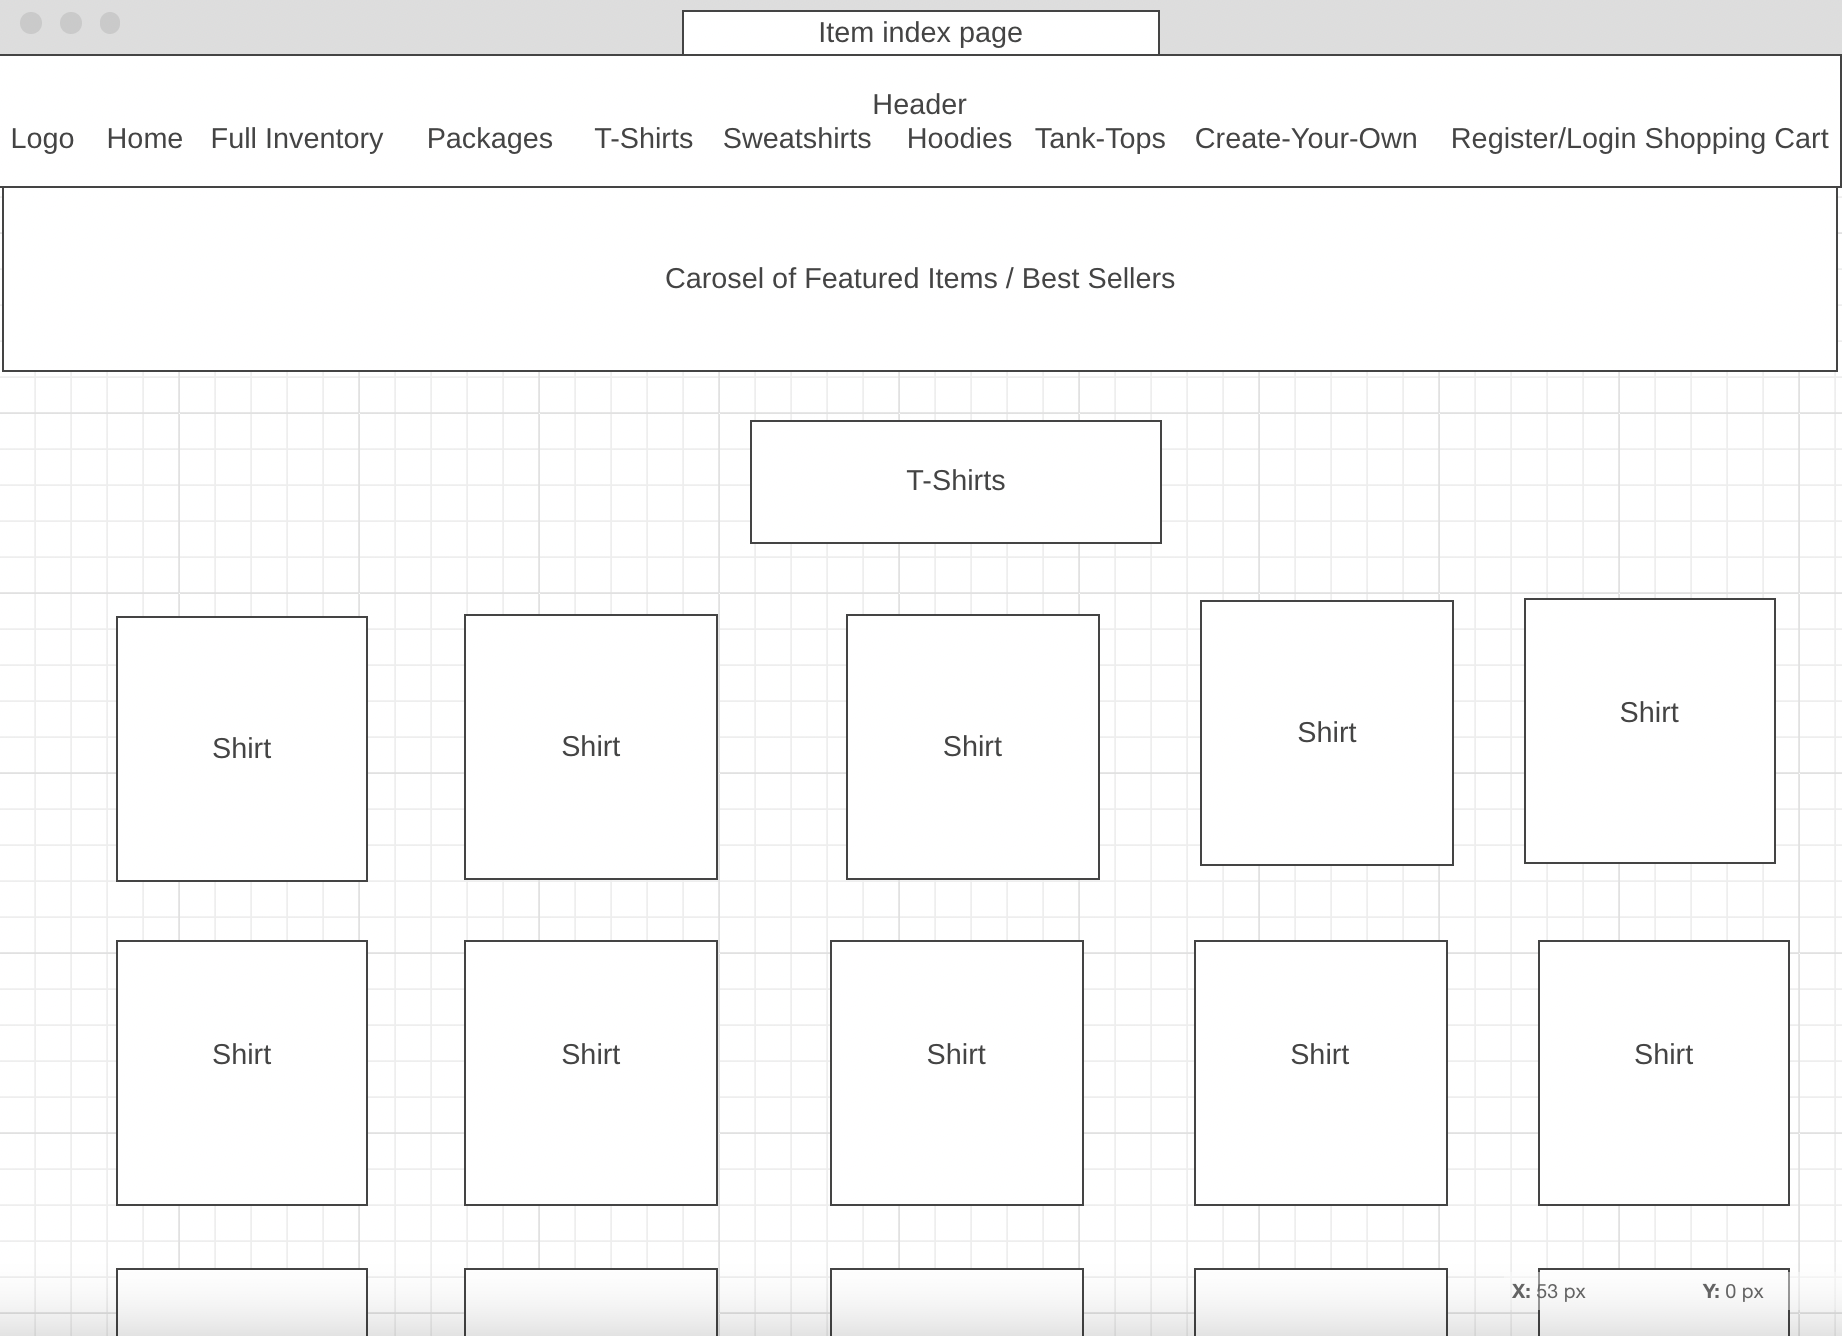 Item index page
Header
Logo Home Full Inventory Packages T-Shirts Sweatshirts Hoodies Tank-Tops Create-Your-Own Register/Login Shopping Cart
Carosel of Featured Items / Best Sellers
T-Shirts
Shirt Shirt Shirt Shirt Shirt
Shirt Shirt Shirt Shirt Shirt
X: 53 px Y: 0 px